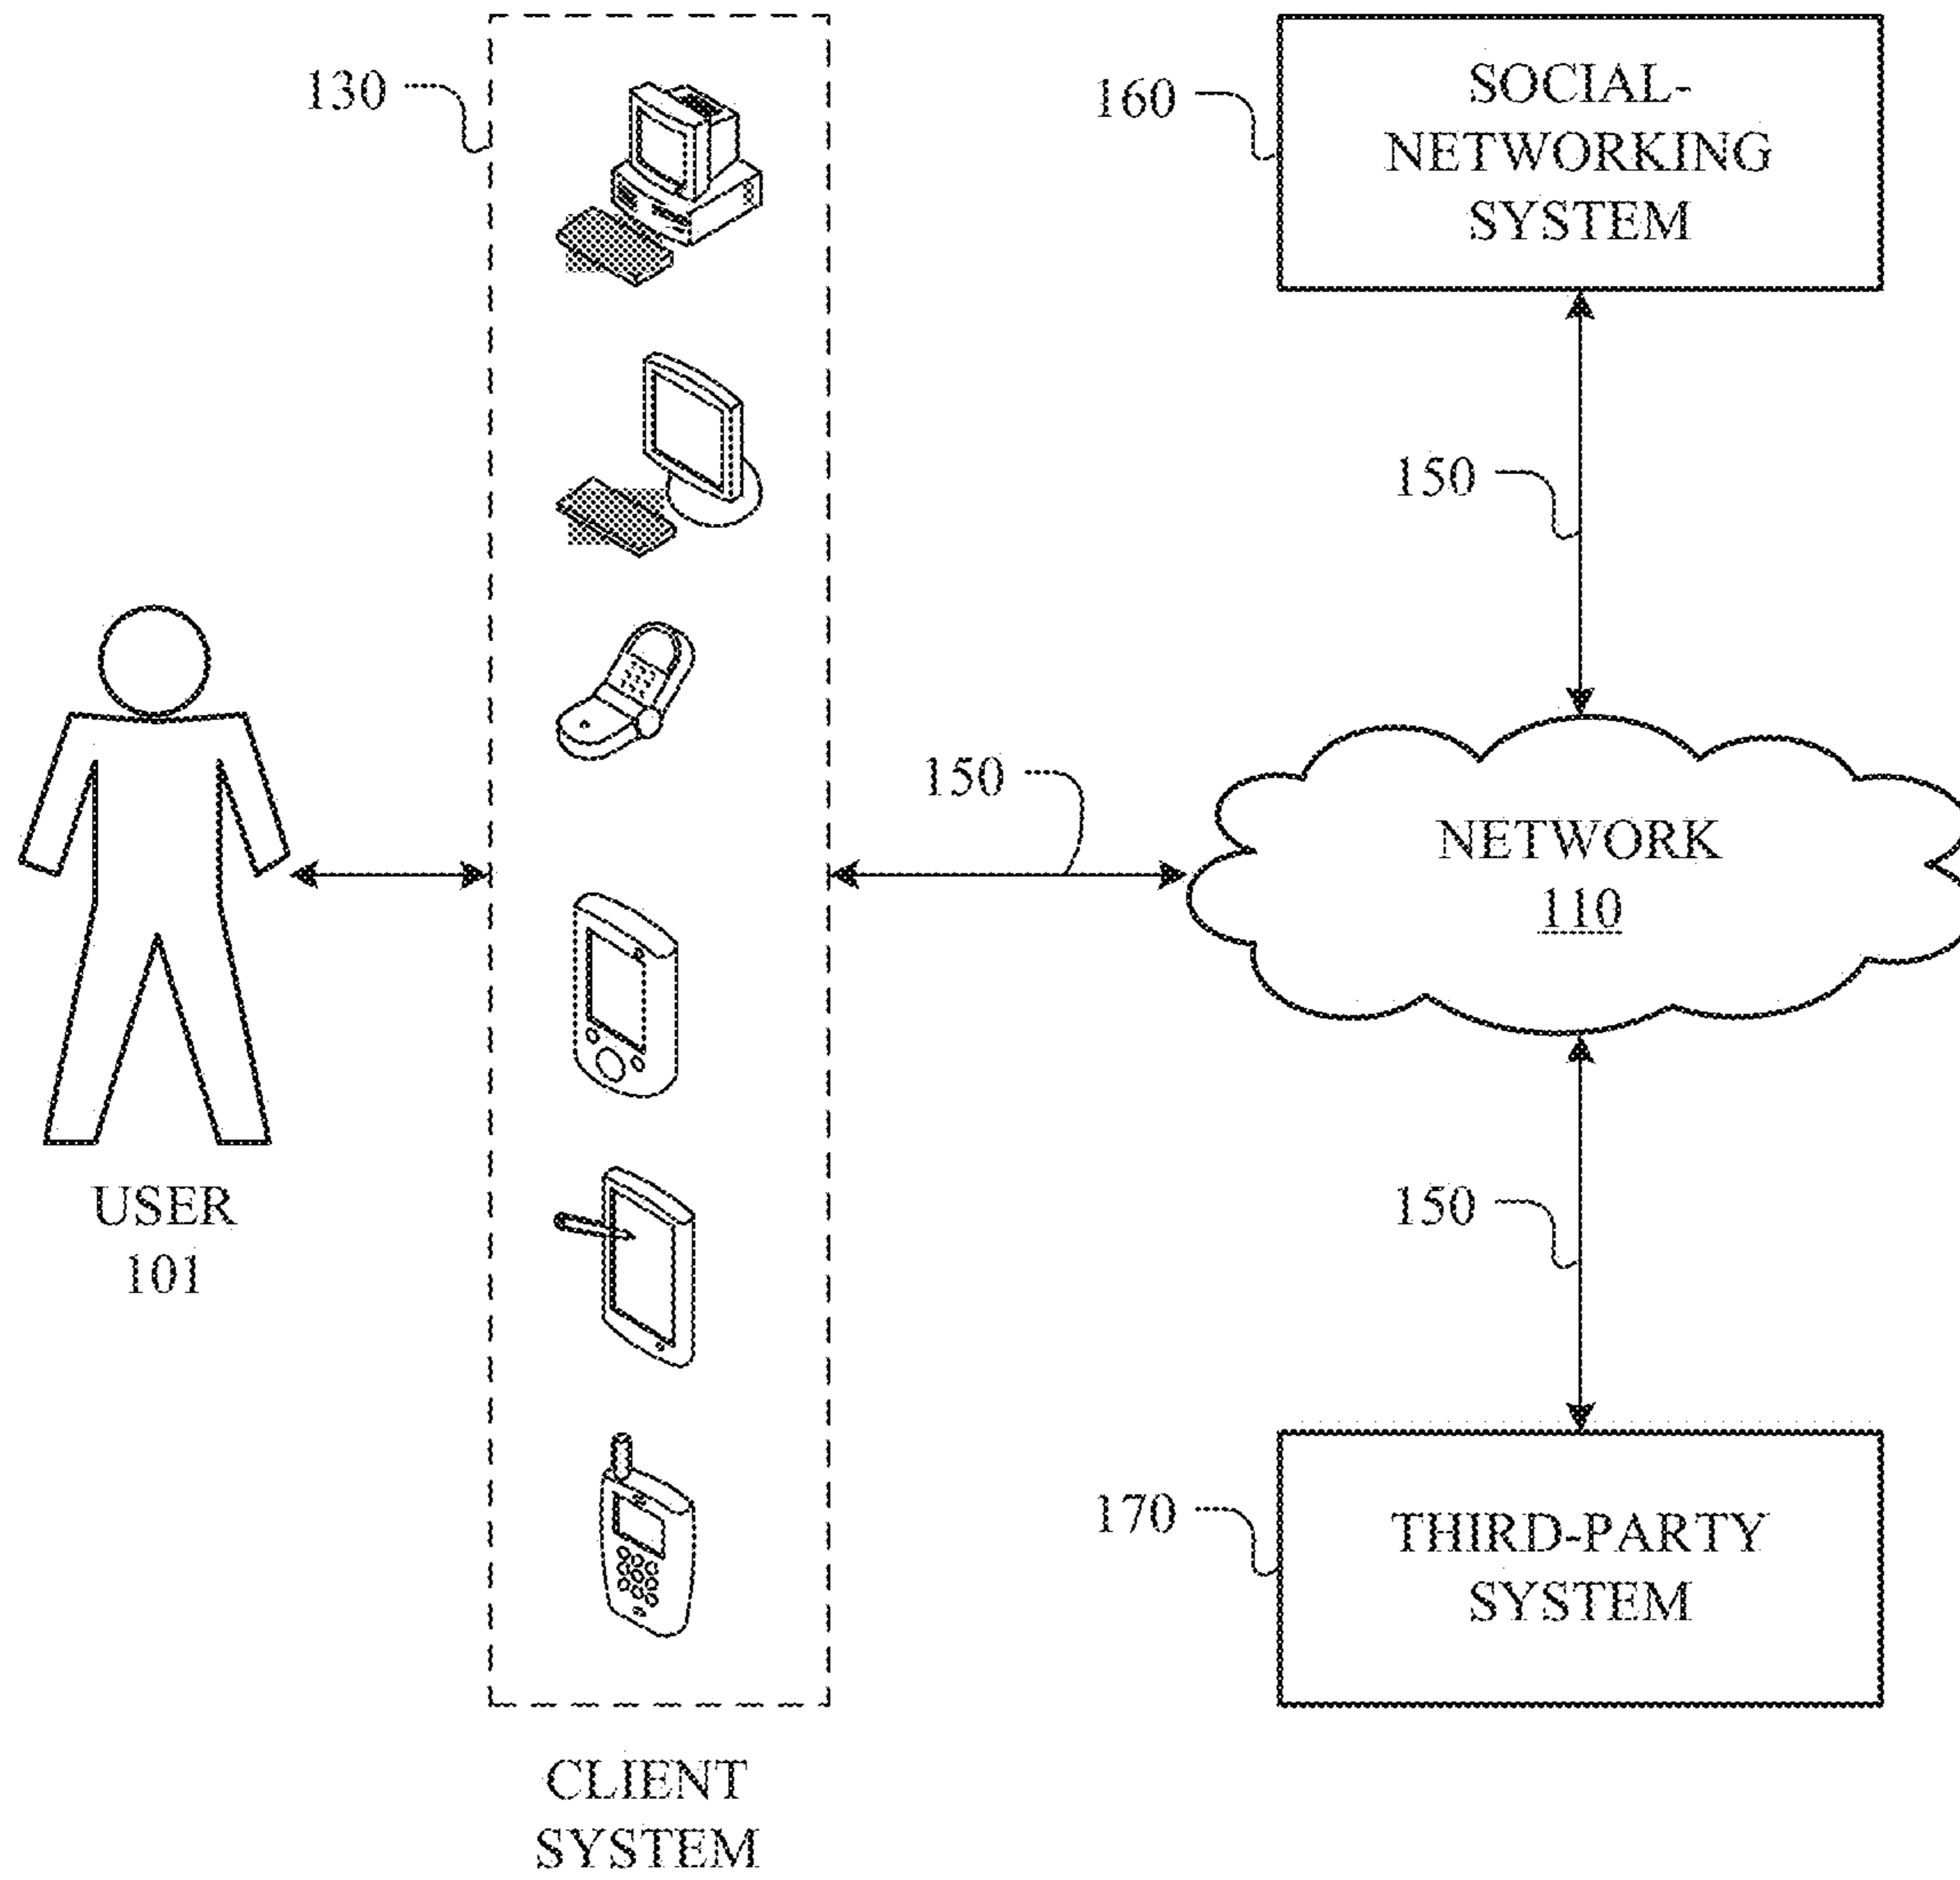 130
160
SOCIAL-
NETWORKING
SYSTEM
150
150
NETWORK
110
USER
101
150
170
THIRD-PARTY
SYSTEM
CLIENT
SYSTEM